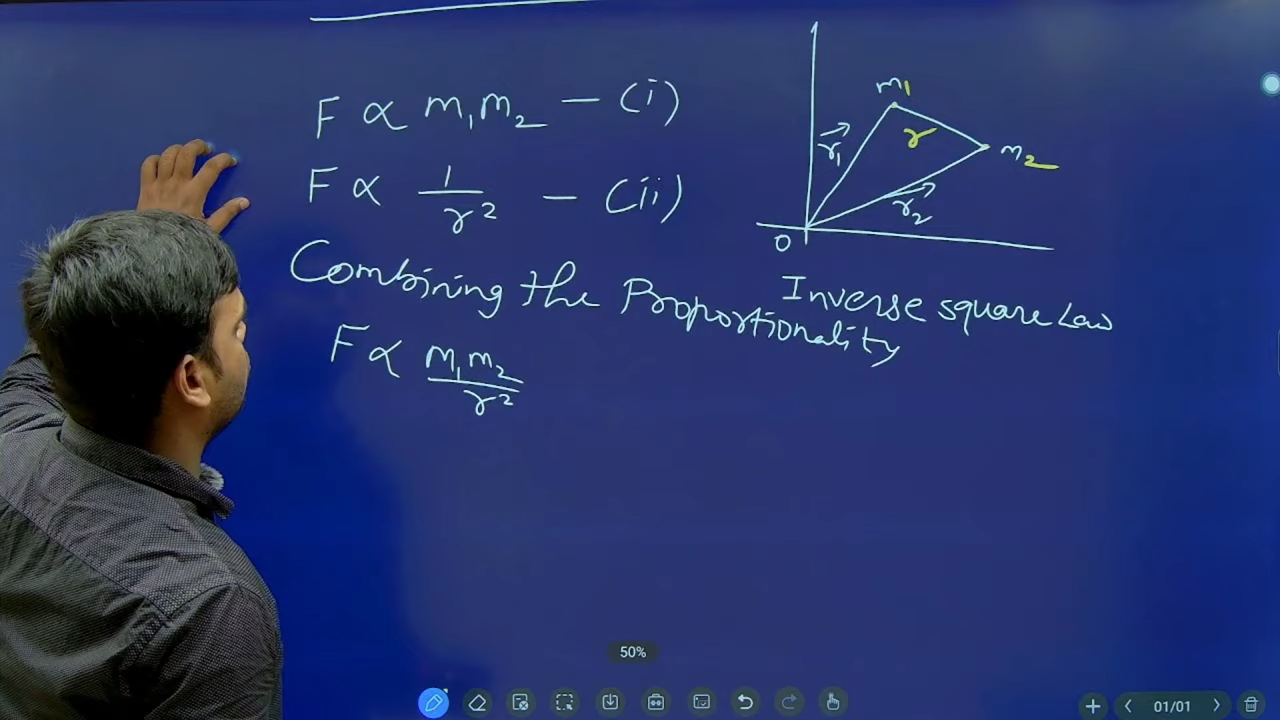 F ∝ m₁m₂ — (i)
F ∝ 1/r² — (ii)
Combining the Proportionality
F ∝ m₁m₂/r²
m1
r
m2
r₁→
r₂→
O
Inverse square Law
50%
01/01